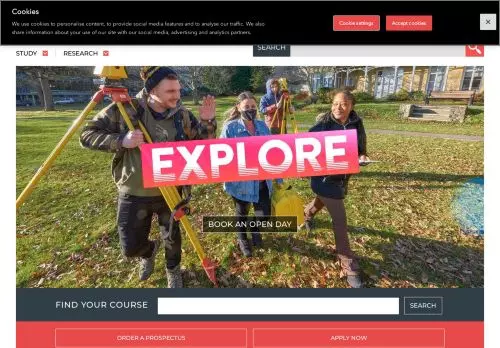 Cookies
We use cookies to personalise content, to provide social media features and to analyse our traffic. We also
share information about your use of our site with our social media, advertising and analytics partners.
Cookie settings
Accept cookies
STUDY
RESEARCH
SEARCH
EXPLORE
BOOK AN OPEN DAY
FIND YOUR COURSE
SEARCH
ORDER A PROSPECTUS
APPLY NOW